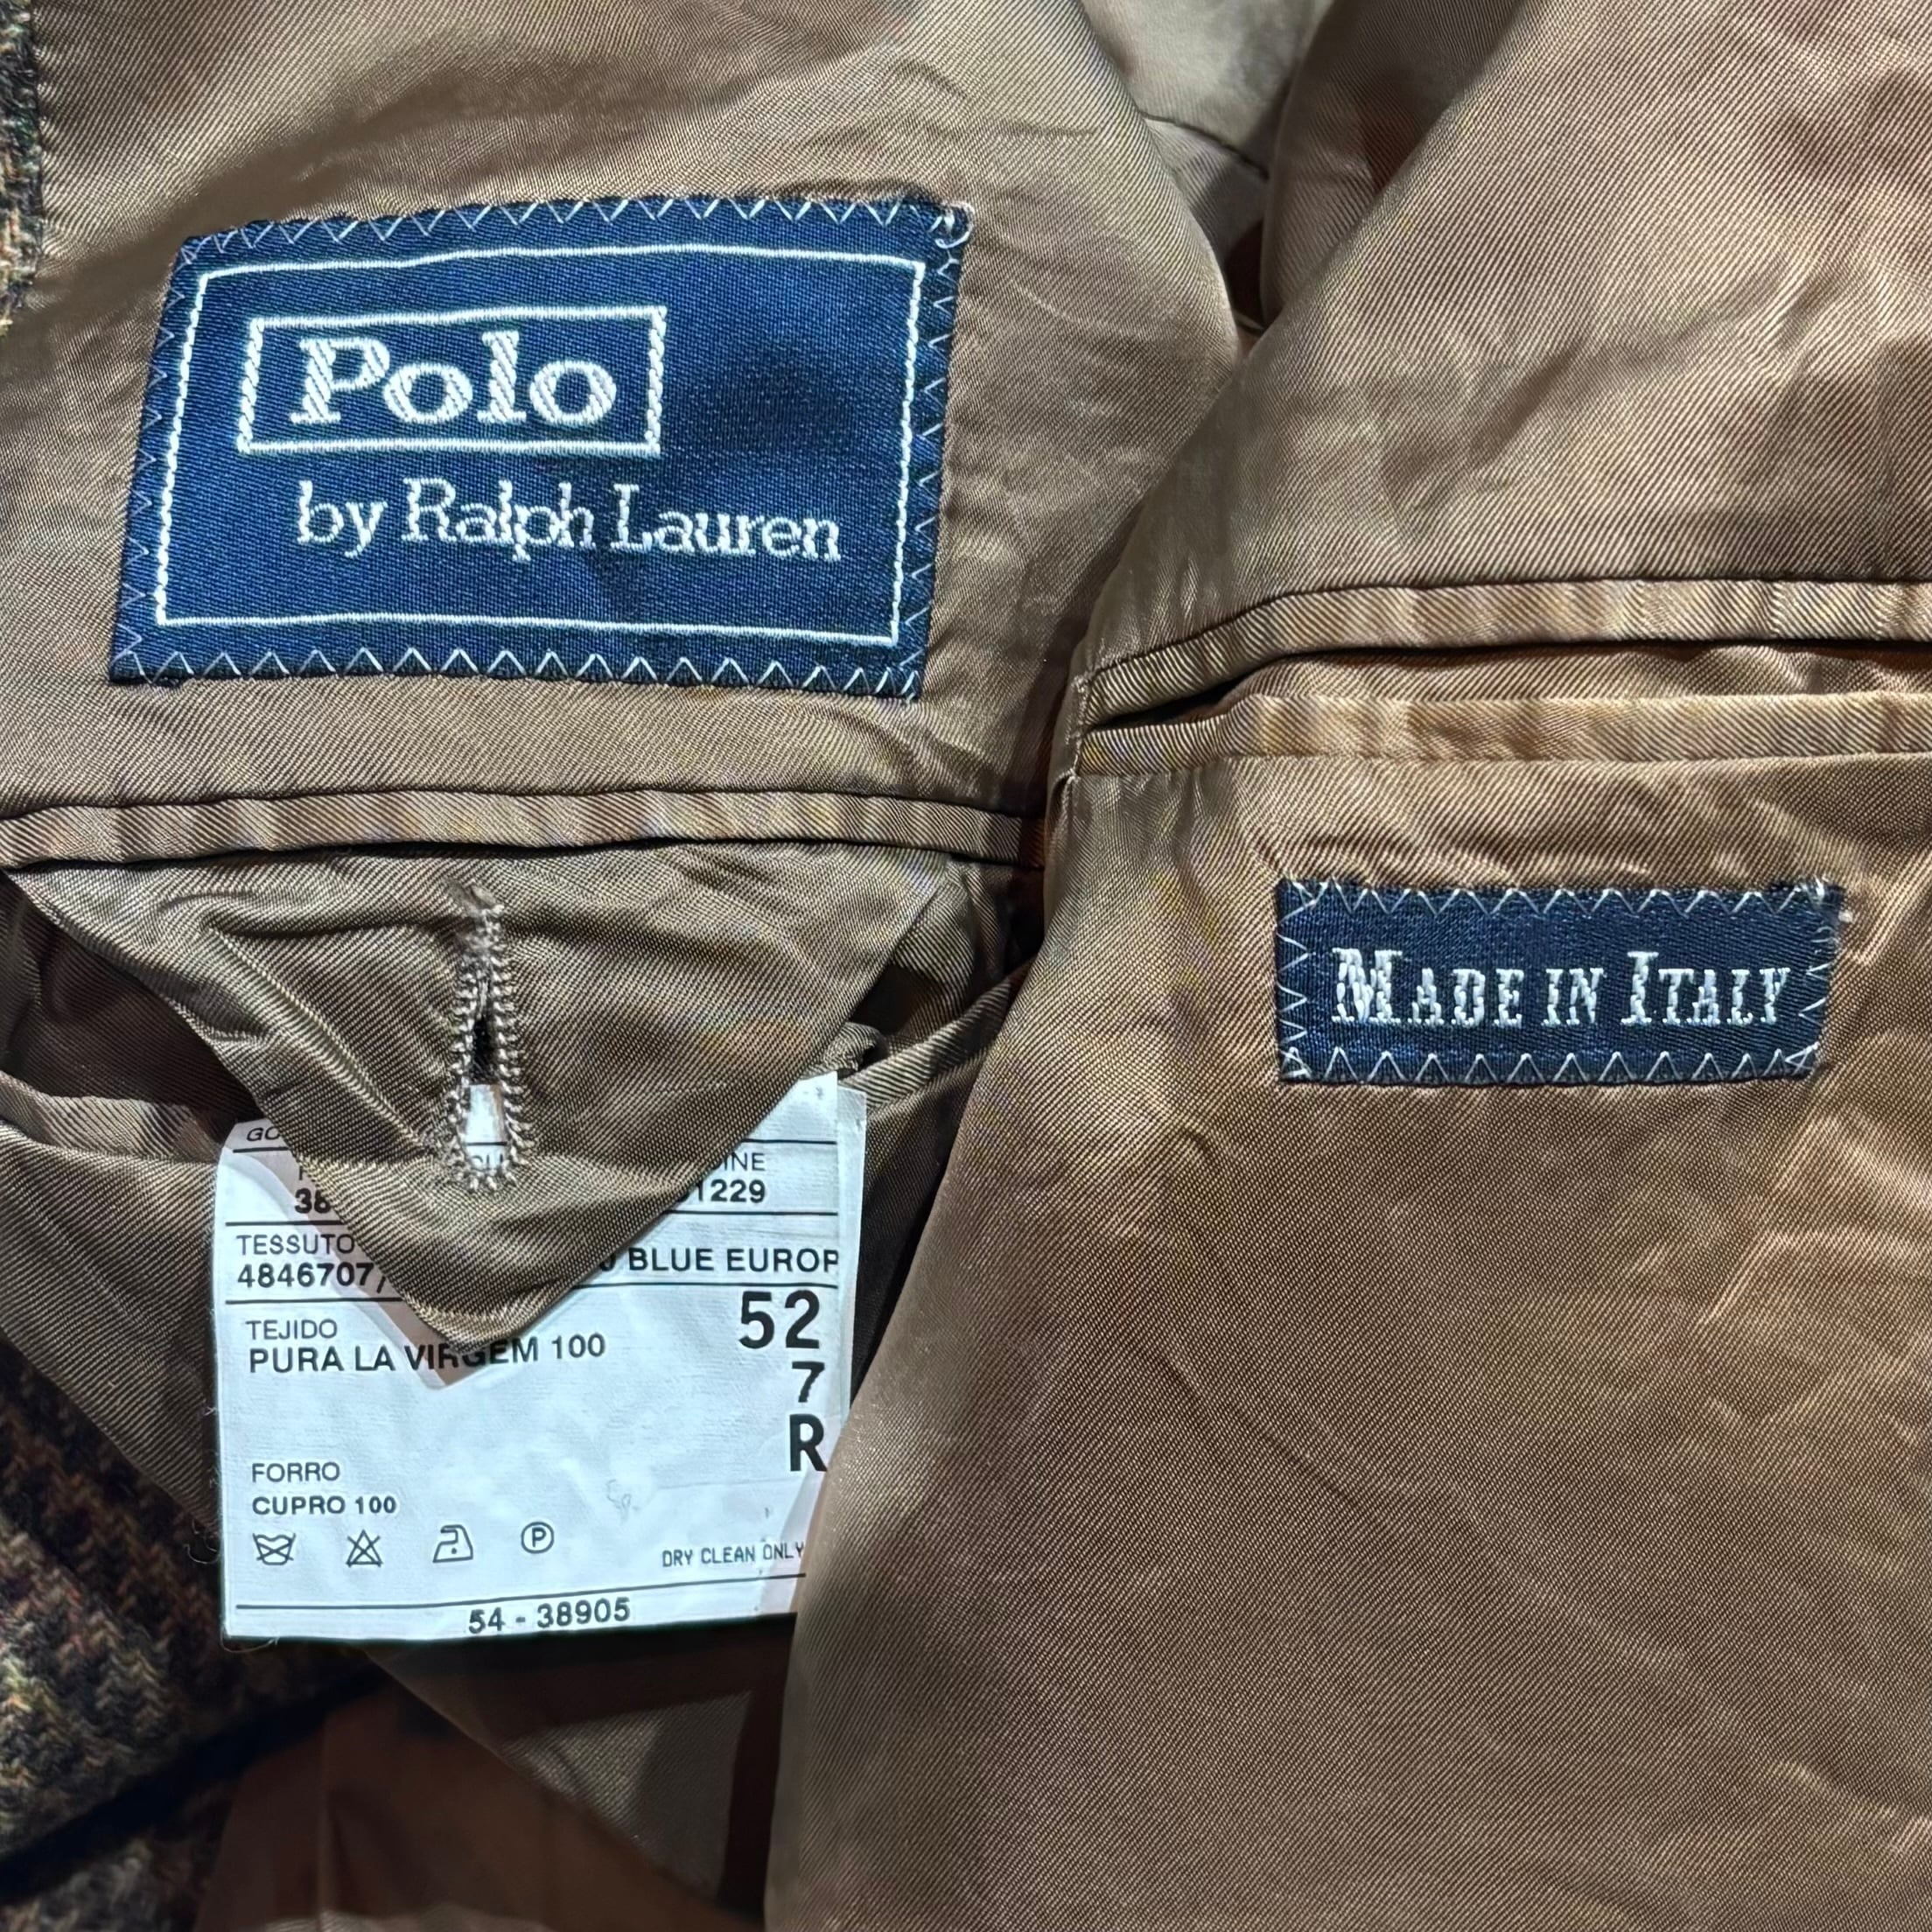 Polo
by Ralph Lauren
MADE IN ITALY
38
1229
TESSUTO
4846707/
BLUE EUROP
52
TEJIDO
PURA LA VIRGEM 100
7
R
FORRO
CUPRO 100
P
DRY CLEAN ONLY
54 - 38905